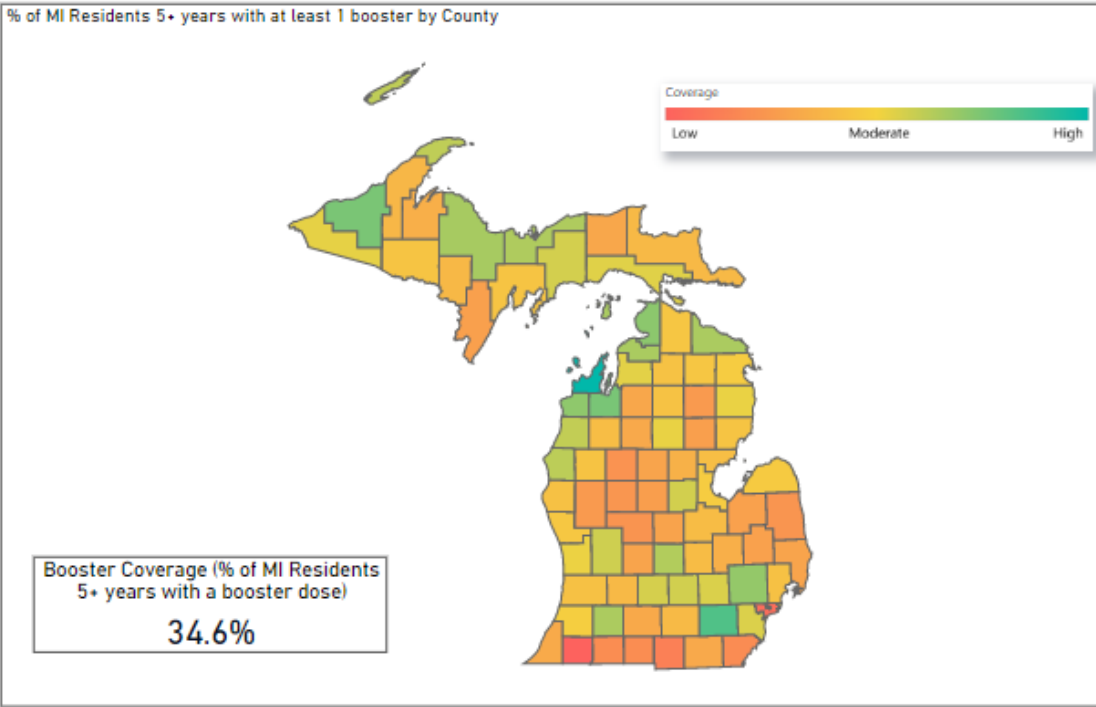 % of MI Residents 5+ years with at least 1 booster by County
Coverage
Low Moderate High
Booster Coverage (% of MI Residents
5+ years with a booster dose)
34.6%